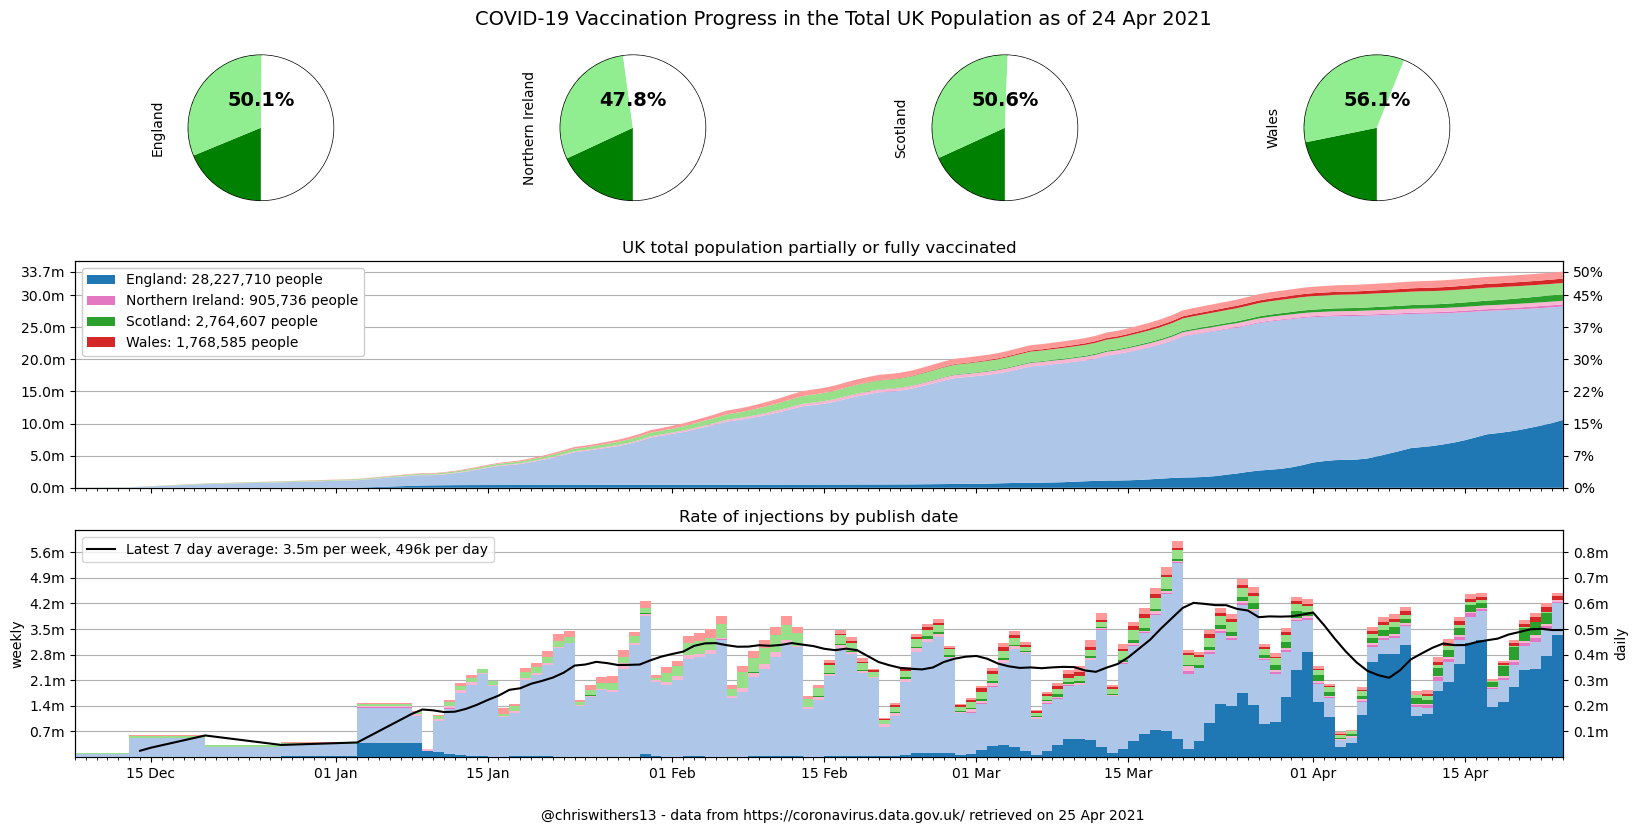 COVID-19 Vaccination Progress in the Total UK Population as of 24 Apr 2021
England
50.1%
Northern Ireland
47.8%
Scotland
50.6%
Wales
56.1%
UK total population partially or fully vaccinated
33.7m
30.0m
25.0m
20.0m
15.0m
10.0m
5.0m
0.0m
England: 28,227,710 people
Northern Ireland: 905,736 people
Scotland: 2,764,607 people
Wales: 1,768,585 people
50%
45%
37%
30%
22%
15%
7%
0%
Rate of injections by publish date
weekly
5.6m
4.9m
4.2m
3.5m
2.8m
2.1m
1.4m
0.7m
Latest 7 day average: 3.5m per week, 496k per day
0.8m
0.7m
0.6m
0.5m
0.4m
0.3m
0.2m
0.1m
daily
15 Dec
01 Jan
15 Jan
01 Feb
15 Feb
01 Mar
15 Mar
01 Apr
15 Apr
@chriswithers13 - data from https://coronavirus.data.gov.uk/ retrieved on 25 Apr 2021